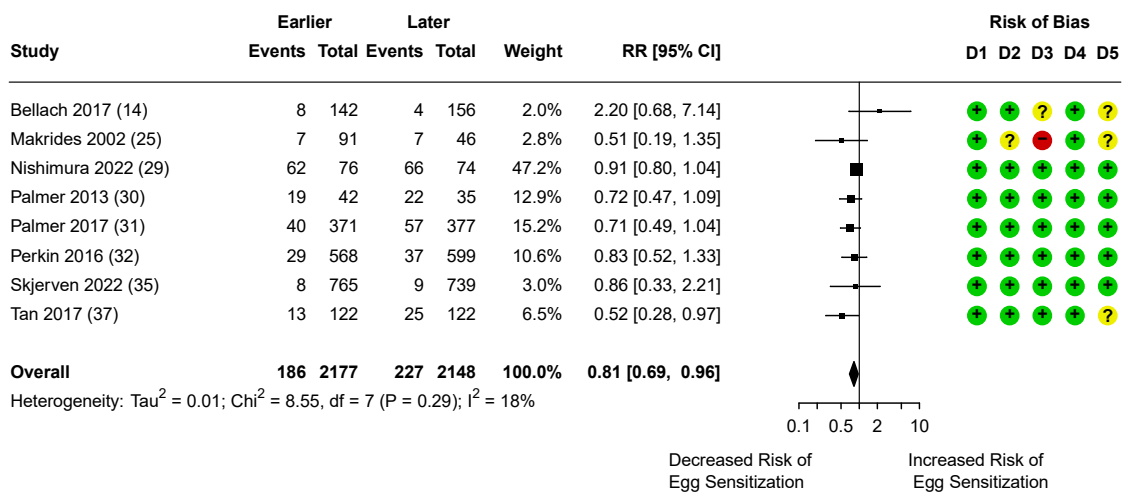 Earlier Later Risk of Bias
Study Events Total Events Total Weight RR [95% CI] D1 D2 D3 D4 D5
Bellach 2017 (14) 8 142 4 156 2.0% 2.20 [0.68, 7.14] + + ? + ?
Makrides 2002 (25) 7 91 7 46 2.8% 0.51 [0.19, 1.35] + ? − + ?
Nishimura 2022 (29) 62 76 66 74 47.2% 0.91 [0.80, 1.04] + + + + +
Palmer 2013 (30) 19 42 22 35 12.9% 0.72 [0.47, 1.09] + + + + +
Palmer 2017 (31) 40 371 57 377 15.2% 0.71 [0.49, 1.04] + + + + +
Perkin 2016 (32) 29 568 37 599 10.6% 0.83 [0.52, 1.33] + + + + +
Skjerven 2022 (35) 8 765 9 739 3.0% 0.86 [0.33, 2.21] + + + + +
Tan 2017 (37) 13 122 25 122 6.5% 0.52 [0.28, 0.97] + + + + ?
Overall 186 2177 227 2148 100.0% 0.81 [0.69, 0.96]
Heterogeneity: Tau² = 0.01; Chi² = 8.55, df = 7 (P = 0.29); I² = 18%
0.1 0.5 2 10
Decreased Risk of Increased Risk of
Egg Sensitization Egg Sensitization